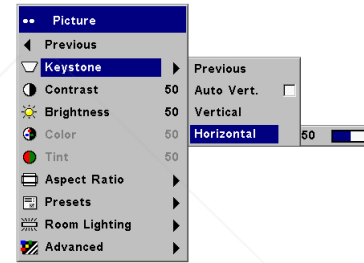 Picture
Previous
Keystone
Contrast 50
Brightness 50
Color 50
Tint 50
Aspect Ratio
Presets
Room Lighting
Advanced
Previous
Auto Vert.
Vertical
Horizontal 50